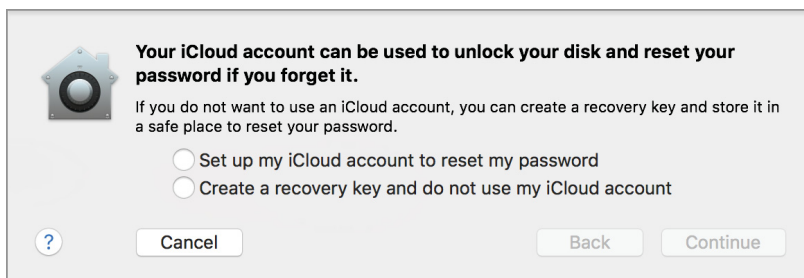 Your iCloud account can be used to unlock your disk and reset your
password if you forget it.
If you do not want to use an iCloud account, you can create a recovery key and store it in
a safe place to reset your password.
Set up my iCloud account to reset my password
Create a recovery key and do not use my iCloud account
? Cancel Back Continue